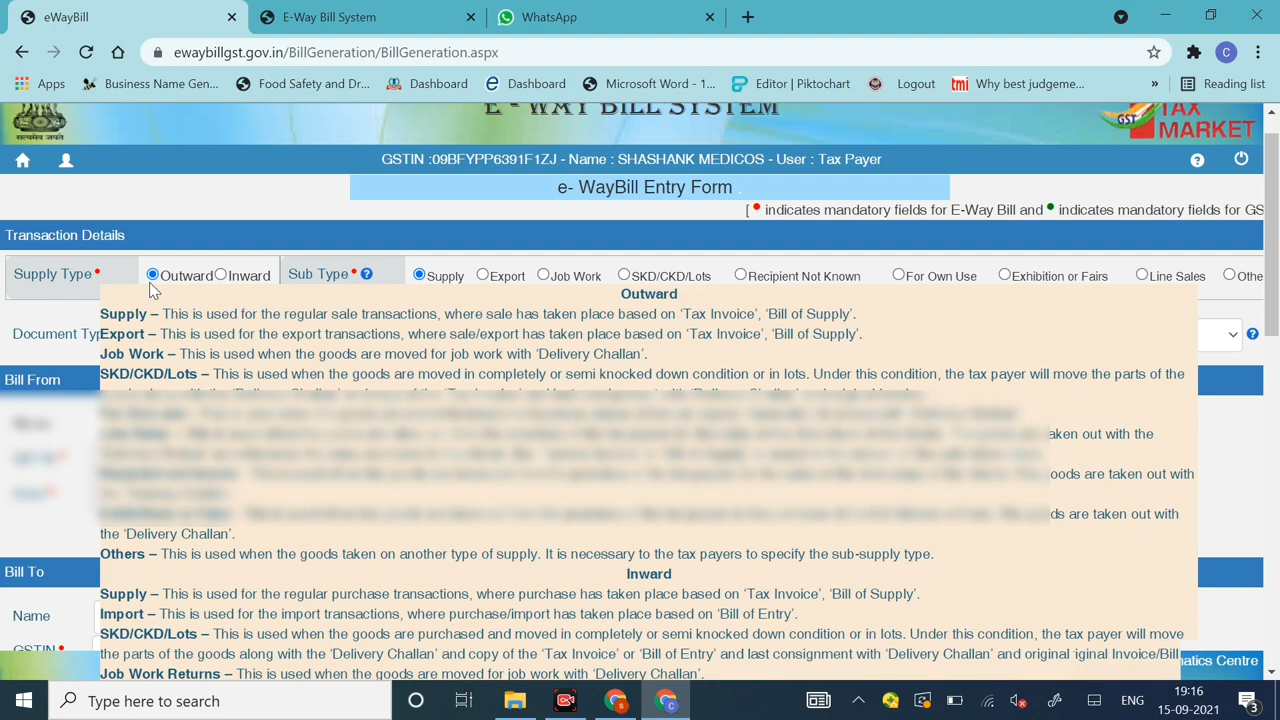 eWayBill
E-Way Bill System
WhatsApp
ewaybillgst.gov.in/BillGeneration/BillGeneration.aspx
C
Apps
Business Name Gen...
Food Safety and Dr...
Dashboard
Dashboard
Microsoft Word - 1...
Editor | Piktochart
Logout
tmi
Why best judgeme...
»
Reading list
सत्यमेव जयते
E-WAY BILL SYSTEM
GST
TAX
MARKET
GSTIN :09BFYPP6391F1ZJ - Name : SHASHANK MEDICOS - User : Tax Payer
e- WayBill Entry Form
[ • indicates mandatory fields for E-Way Bill and • indicates mandatory fields for GS
Transaction Details
Supply Type •
Outward
Inward
Sub Type •
Supply
Export
Job Work
SKD/CKD/Lots
Recipient Not Known
For Own Use
Exhibition or Fairs
Line Sales
Othe
Document Typ
Outward
Supply – This is used for the regular sale transactions, where sale has taken place based on ‘Tax Invoice’, ‘Bill of Supply’.
Export – This is used for the export transactions, where sale/export has taken place based on ‘Tax Invoice’, ‘Bill of Supply’.
Job Work – This is used when the goods are moved for job work with ‘Delivery Challan’.
SKD/CKD/Lots – This is used when the goods are moved in completely or semi knocked down condition or in lots. Under this condition, the tax payer will move the parts of the
aken out with the
oods are taken out with
ds are taken out with
the ‘Delivery Challan’.
Others – This is used when the goods taken on another type of supply. It is necessary to the tax payers to specify the sub-supply type.
Inward
Supply – This is used for the regular purchase transactions, where purchase has taken place based on ‘Tax Invoice’, ‘Bill of Supply’.
Import – This is used for the import transactions, where purchase/import has taken place based on ‘Bill of Entry’.
SKD/CKD/Lots – This is used when the goods are purchased and moved in completely or semi knocked down condition or in lots. Under this condition, the tax payer will move
the parts of the goods along with the ‘Delivery Challan’ and copy of the ‘Tax Invoice’ or ‘Bill of Entry’ and last consignment with ‘Delivery Challan’ and original iginal Invoice/Bill
Job Work Returns – This is used when the goods are moved for job work with ‘Delivery Challan’.
Bill From
Bill To
Name
GSTIN •
matics Centre
Type here to search
ENG
19:16
15-09-2021
3